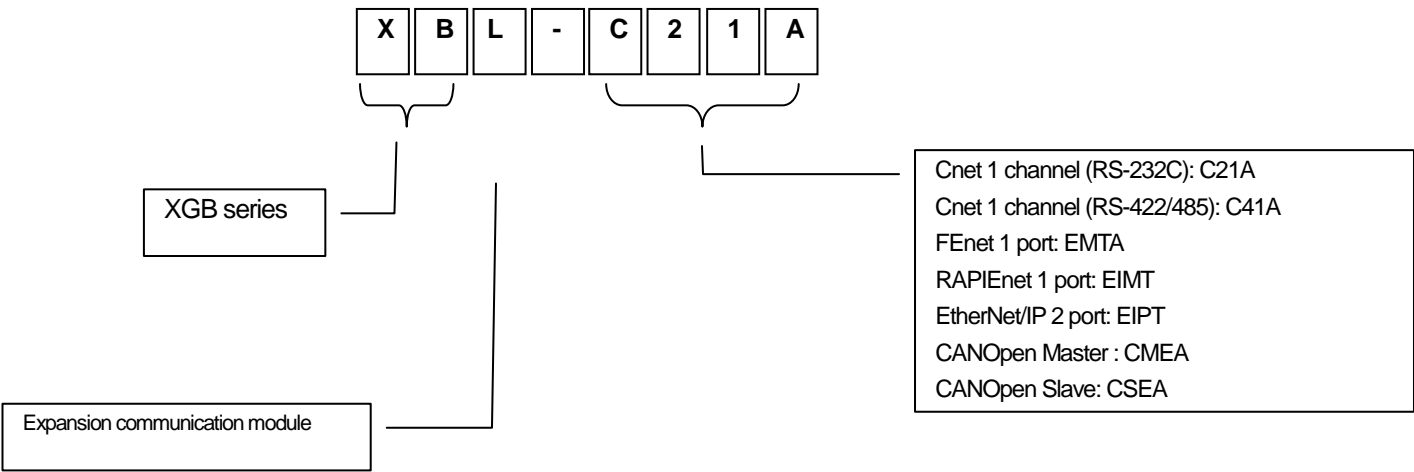 X B L - C 2 1 A
Cnet 1 channel (RS-232C): C21A
Cnet 1 channel (RS-422/485): C41A
FEnet 1 port: EMTA
RAPIEnet 1 port: EIMT
EtherNet/IP 2 port: EIPT
CANOpen Master : CMEA
CANOpen Slave: CSEA
XGB series
Expansion communication module